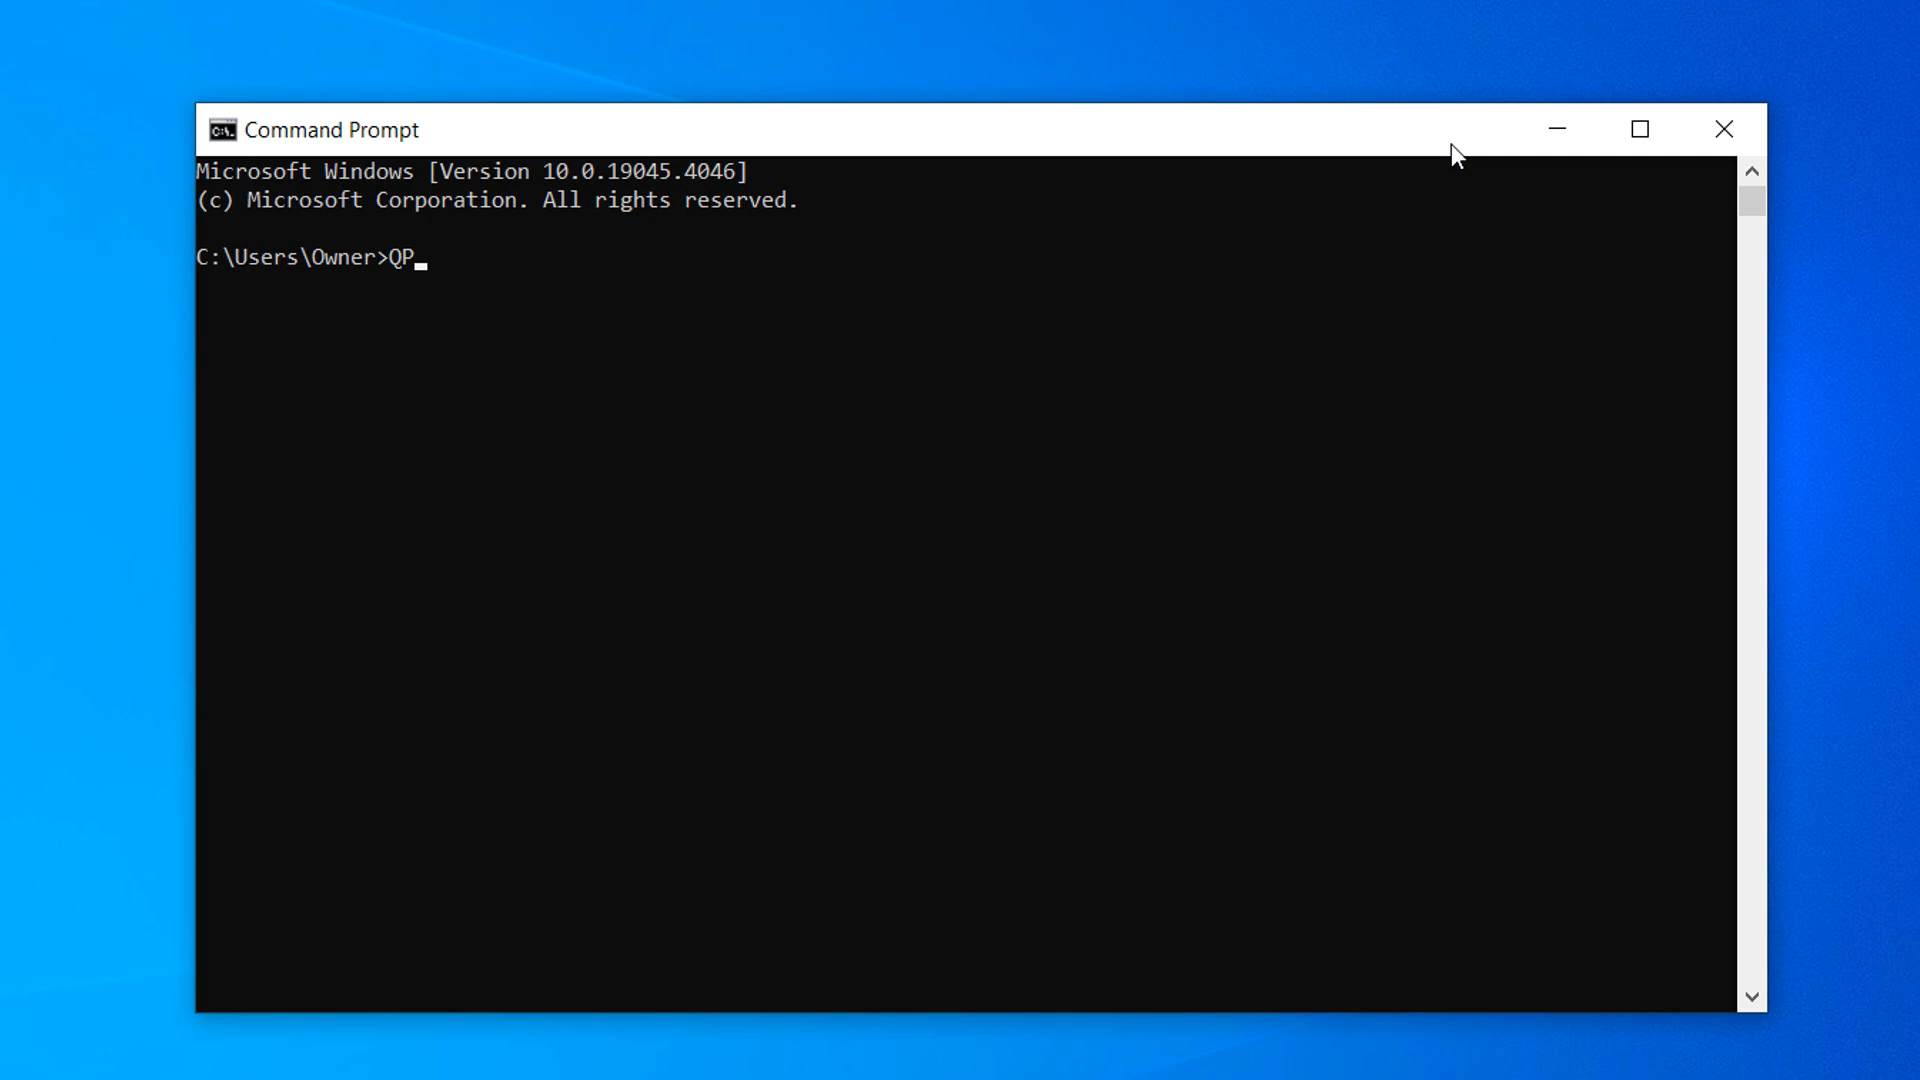 Command Prompt
Microsoft Windows [Version 10.0.19045.4046]
(c) Microsoft Corporation. All rights reserved.
C:\Users\Owner>QP